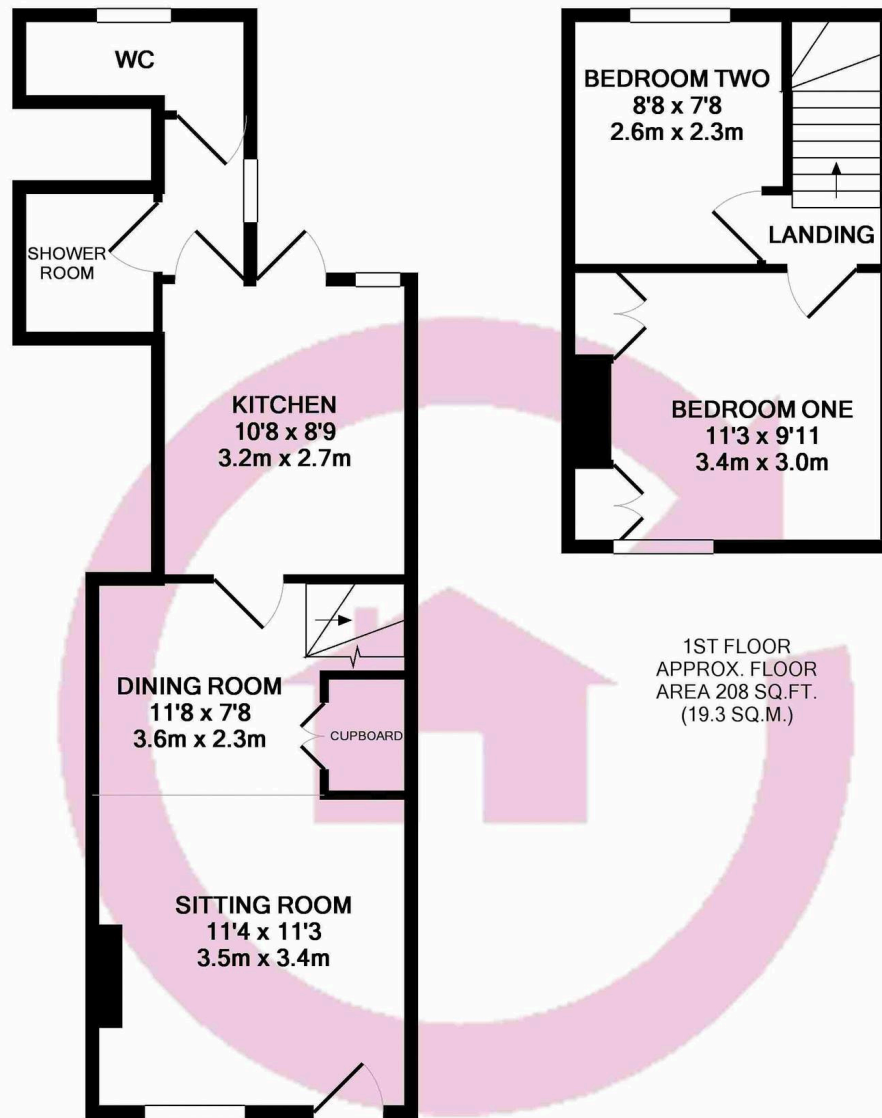 WC
SHOWER
ROOM
KITCHEN
10'8 x 8'9
3.2m x 2.7m
DINING ROOM
11'8 x 7'8
3.6m x 2.3m
CUPBOARD
SITTING ROOM
11'4 x 11'3
3.5m x 3.4m
BEDROOM TWO
8'8 x 7'8
2.6m x 2.3m
LANDING
BEDROOM ONE
11'3 x 9'11
3.4m x 3.0m
1ST FLOOR
APPROX. FLOOR
AREA 208 SQ.FT.
(19.3 SQ.M.)